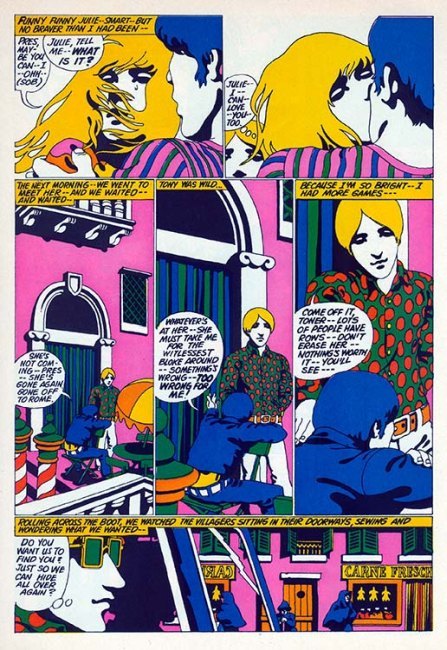 FUNNY FUNNY JULIE--SMART--BUT
NO BRAVER THAN I HAD BEEN--
PRES,
MAY-
BE YOU
CAN--I
--OHH--
(SOB)
JULIE, TELL
ME--WHAT
IS IT?
JULIE--
I--
CAN--
LOVE
--YOU--
TOO...
THE NEXT MORNING--WE WENT TO
MEET HER--AND WE WAITED--
AND WAITED--
SHE'S
NOT COM-
ING--PRES
--SHE'S
GONE AGAIN
GONE OFF
TO ROME.
TONY WAS WILD...
WHATEVER'S
AT HER--SHE
MUST TAKE ME
FOR THE
WITLESSEST
BLOKE AROUND
--SOMETHING'S
WRONG--TOO
WRONG FOR
ME!
BECAUSE I'M SO BRIGHT--I
HAD MORE GAMES---
COME OFF IT,
TONER--LOTS
OF PEOPLE HAVE
ROWS--DON'T
ERASE HER--
NOTHING'S WORTH
IT--YOU'LL
SEE---
ROLLING ACROSS THE BOOT, WE WATCHED THE VILLAGERS SITTING IN THEIR DOORWAYS, SEWING AND
WONDERING WHAT WE WANTED--
DO YOU
WANT US TO
FIND YOU?
JUST SO WE
CAN HIDE
ALL OVER
AGAIN?
CARNE FRESCH